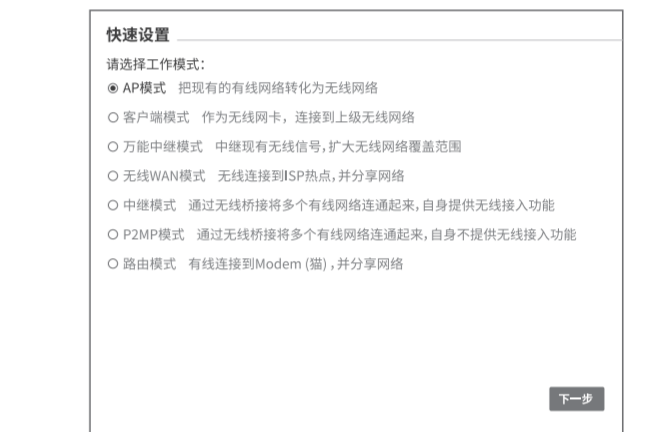 快速设置
请选择工作模式：
AP模式 把现有的有线网络转化为无线网络
客户端模式 作为无线网卡，连接到上级无线网络
万能中继模式 中继现有无线信号，扩大无线网络覆盖范围
无线WAN模式 无线连接到ISP热点，并分享网络
中继模式 通过无线桥接将多个有线网络连通起来，自身提供无线接入功能
P2MP模式 通过无线桥接将多个有线网络连通起来，自身不提供无线接入功能
路由模式 有线连接到Modem (猫) ，并分享网络
下一步